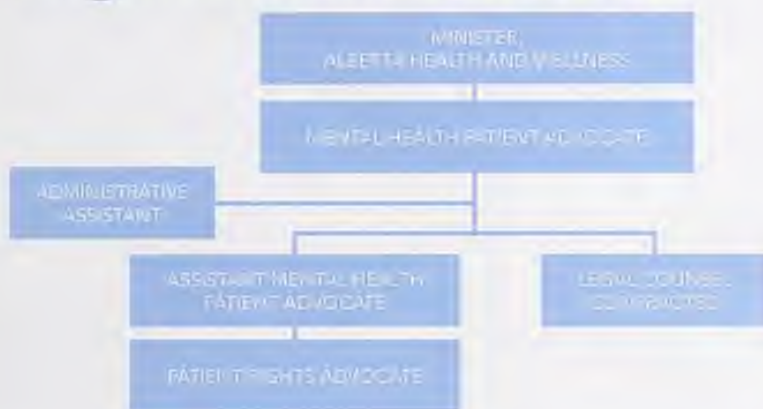 MINISTER,
ALBERTA HEALTH AND WELLNESS
MENTAL HEALTH PATIENT ADVOCATE
ADMINISTRATIVE
ASSISTANT
ASSISTANT MENTAL HEALTH
PATIENT ADVOCATE
LEGAL COUNSEL
PATIENT RIGHTS ADVOCATE